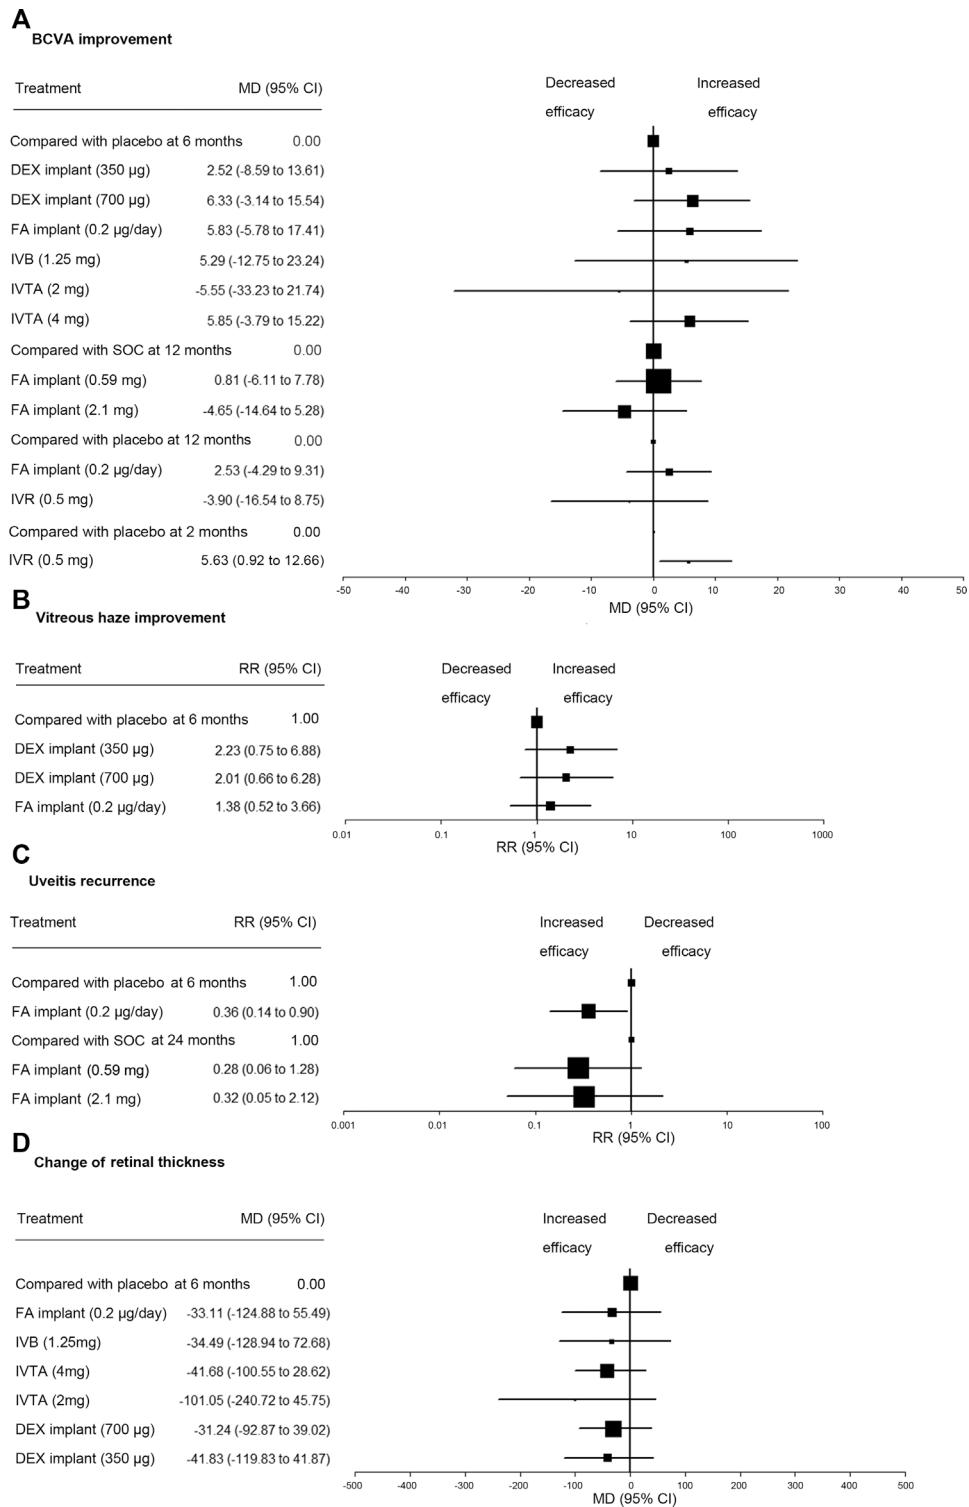 A
BCVA improvement
Treatment MD (95% CI) Decreased efficacy Increased efficacy
Compared with placebo at 6 months 0.00
DEX implant (350 µg) 2.52 (-8.59 to 13.61)
DEX implant (700 µg) 6.33 (-3.14 to 15.54)
FA implant (0.2 µg/day) 5.83 (-5.78 to 17.41)
IVB (1.25 mg) 5.29 (-12.75 to 23.24)
IVTA (2 mg) -5.55 (-33.23 to 21.74)
IVTA (4 mg) 5.85 (-3.79 to 15.22)
Compared with SOC at 12 months 0.00
FA implant (0.59 mg) 0.81 (-6.11 to 7.78)
FA implant (2.1 mg) -4.65 (-14.64 to 5.28)
Compared with placebo at 12 months 0.00
FA implant (0.2 µg/day) 2.53 (-4.29 to 9.31)
IVR (0.5 mg) -3.90 (-16.54 to 8.75)
Compared with placebo at 2 months 0.00
IVR (0.5 mg) 5.63 (0.92 to 12.66)
-50 -40 -30 -20 -10 0 10 20 30 40 50
MD (95% CI)
B
Vitreous haze improvement
Treatment RR (95% CI) Decreased efficacy Increased efficacy
Compared with placebo at 6 months 1.00
DEX implant (350 µg) 2.23 (0.75 to 6.88)
DEX implant (700 µg) 2.01 (0.66 to 6.28)
FA implant (0.2 µg/day) 1.38 (0.52 to 3.66)
0.01 0.1 1 10 100 1000
RR (95% CI)
C
Uveitis recurrence
Treatment RR (95% CI) Increased efficacy Decreased efficacy
Compared with placebo at 6 months 1.00
FA implant (0.2 µg/day) 0.36 (0.14 to 0.90)
Compared with SOC at 24 months 1.00
FA implant (0.59 mg) 0.28 (0.06 to 1.28)
FA implant (2.1 mg) 0.32 (0.05 to 2.12)
0.001 0.01 0.1 1 10 100
RR (95% CI)
D
Change of retinal thickness
Treatment MD (95% CI) Increased efficacy Decreased efficacy
Compared with placebo at 6 months 0.00
FA implant (0.2 µg/day) -33.11 (-124.88 to 55.49)
IVB (1.25mg) -34.49 (-128.94 to 72.68)
IVTA (4mg) -41.68 (-100.55 to 28.62)
IVTA (2mg) -101.05 (-240.72 to 45.75)
DEX implant (700 µg) -31.24 (-92.87 to 39.02)
DEX implant (350 µg) -41.83 (-119.83 to 41.87)
-500 -400 -300 -200 -100 0 100 200 300 400 500
MD (95% CI)